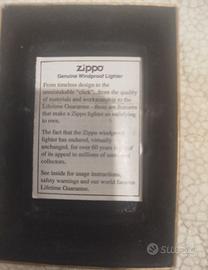 zippo
Genuine Windproof Lighter
From timeless design to the
unmistakable "click", from the quality
of materials and workmanship to the
Lifetime Guarantee - these are features
that make a Zippo lighter so satisfying
to own.
The fact that the Zippo windproof
lighter has endured, virtually
unchanged, for over 60 years is proof
of its appeal to millions of users and
collectors.
See inside for usage instructions,
safety warnings and our world famous
Lifetime Guarantee.
SUBITO